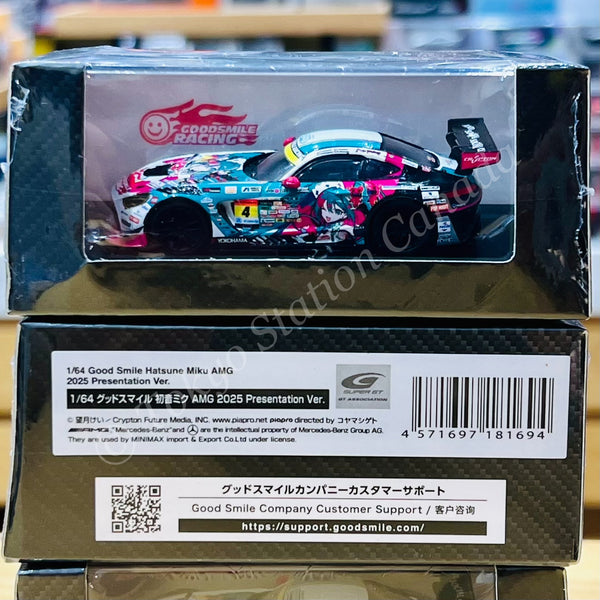 GOODSMILE
RACING
AMG
CRYPTON
4
YOKOHAMA
1/64 Good Smile Hatsune Miku AMG
2025 Presentation Ver.
1/64 グッドスマイル 初音ミク AMG 2025 Presentation Ver.
© 望月けい / Crypton Future Media, INC. www.piapro.net piapro directed by コヤマシゲト
AMG "Mercedes-Benz"and are the intellectual property of Mercedes-Benz Group AG.
They are used by MINIMAX import & Export Co.Ltd under license.
SUPER GT
GT ASSOCIATION
4 571697 181694
グッドスマイルカンパニーカスタマーサポート
Good Smile Company Customer Support / 客户咨询
https://support.goodsmile.com/
© Tokyo Station Canada